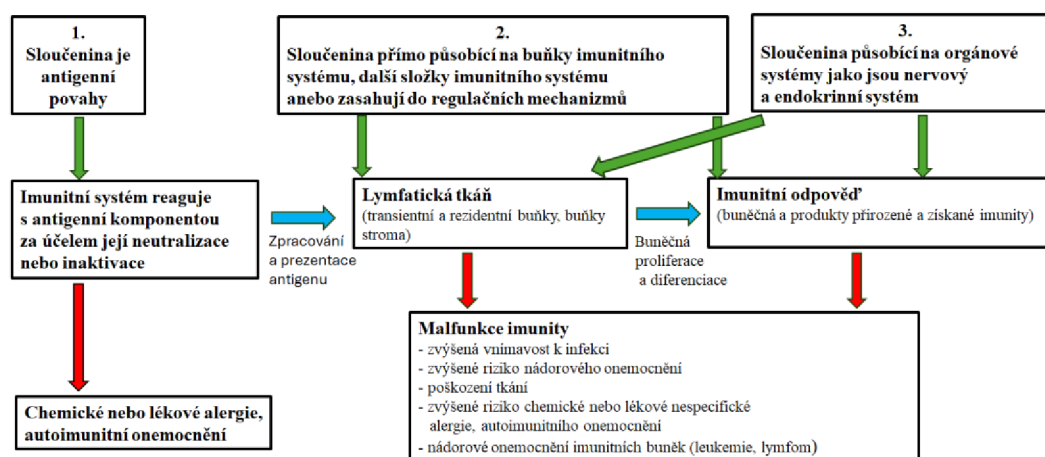 1.
Sloučenina je
antigenní
povahy
2.
Sloučenina přímo působící na buňky imunitního
systému, další složky imunitního systému
anebo zasahují do regulačních mechanizmů
3.
Sloučenina působící na orgánové
systémy jako jsou nervový
a endokrinní systém
Imunitní systém reaguje
s antigenní komponentou
za účelem její neutralizace
nebo inaktivace
Zpracování
a prezentace
antigenu
Lymfatická tkáň
(transientní a rezidentní buňky, buňky
stroma)
Buněčná
proliferace
a diferenciace
Imunitní odpověď
(buněčná a produkty přirozené a získané imunity)
Chemické nebo lékové alergie,
autoimunitní onemocnění
Malfunkce imunity
- zvýšená vnímavost k infekci
- zvýšené riziko nádorového onemocnění
- poškození tkání
- zvýšené riziko chemické nebo lékové nespecifické
alergie, autoimunitního onemocnění
- nádorové onemocnění imunitních buněk (leukemie, lymfom)